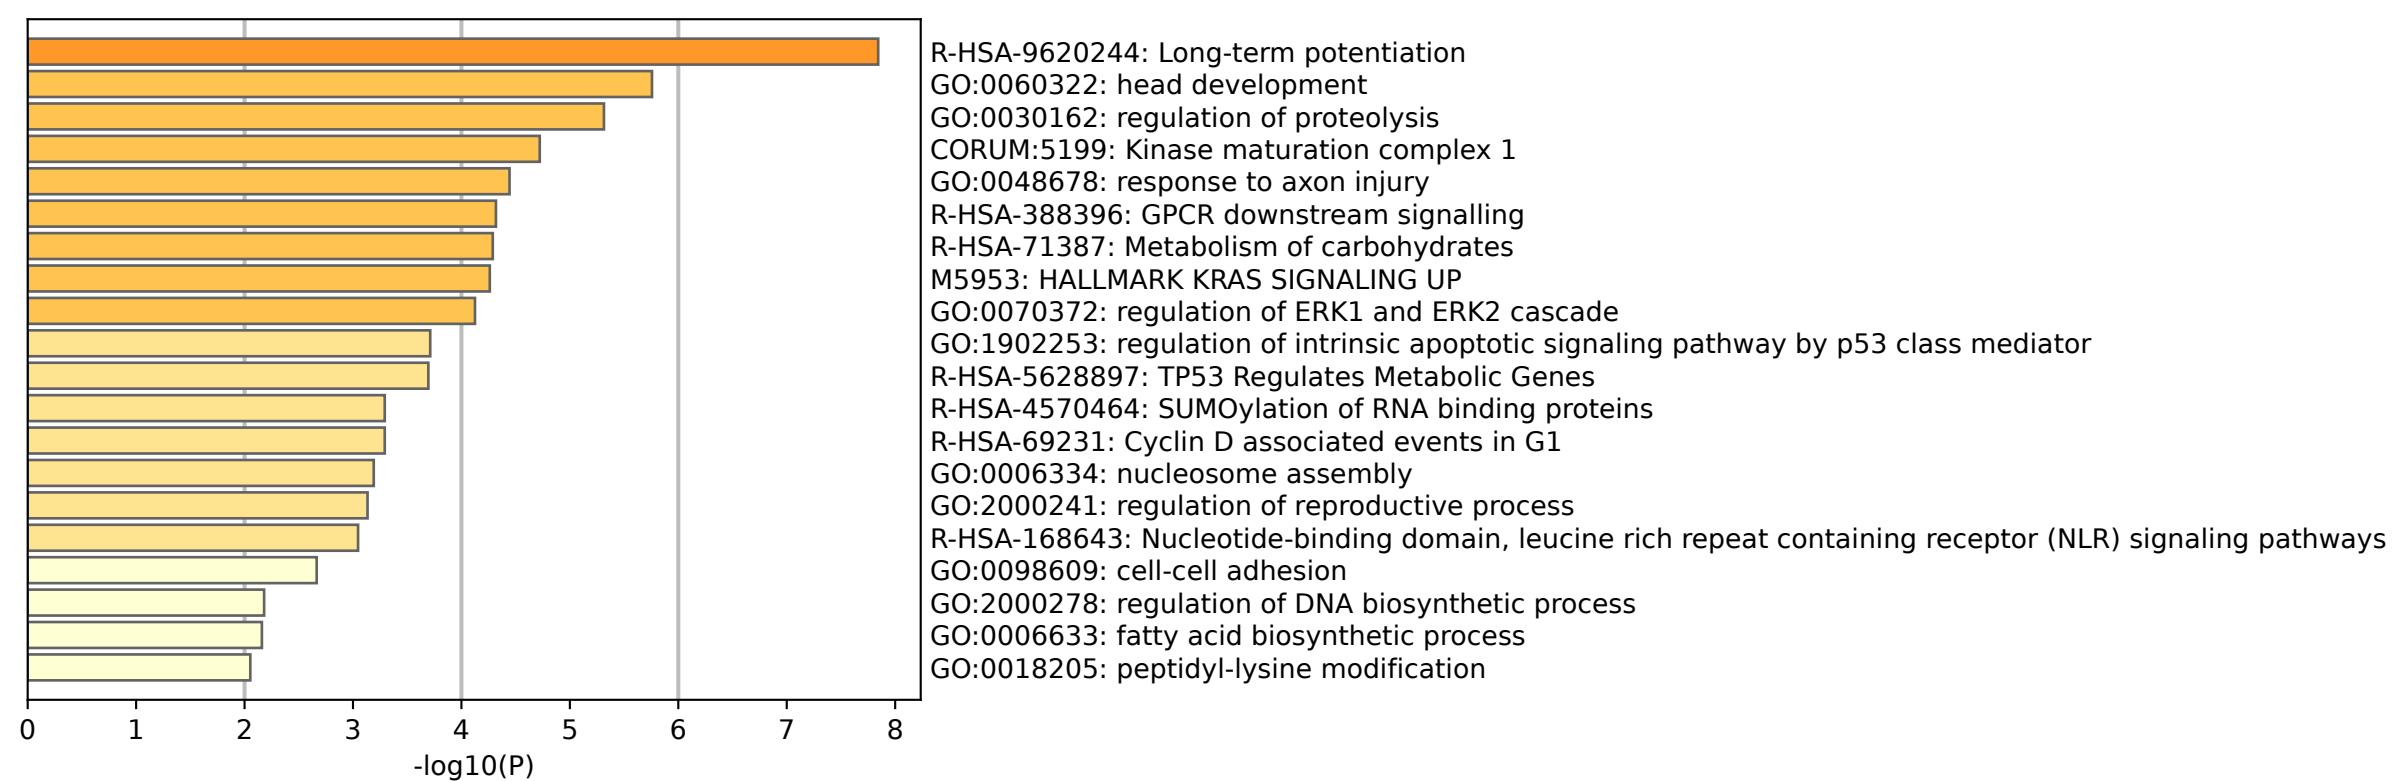 R-HSA-9620244: Long-term potentiation
GO:0060322: head development
GO:0030162: regulation of proteolysis
CORUM:5199: Kinase maturation complex 1
GO:0048678: response to axon injury
R-HSA-388396: GPCR downstream signalling
R-HSA-71387: Metabolism of carbohydrates
M5953: HALLMARK KRAS SIGNALING UP
GO:0070372: regulation of ERK1 and ERK2 cascade
GO:1902253: regulation of intrinsic apoptotic signaling pathway by p53 class mediator
R-HSA-5628897: TP53 Regulates Metabolic Genes
R-HSA-4570464: SUMOylation of RNA binding proteins
R-HSA-69231: Cyclin D associated events in G1
GO:0006334: nucleosome assembly
GO:2000241: regulation of reproductive process
R-HSA-168643: Nucleotide-binding domain, leucine rich repeat containing receptor (NLR) signaling pathways
GO:0098609: cell-cell adhesion
GO:2000278: regulation of DNA biosynthetic process
GO:0006633: fatty acid biosynthetic process
GO:0018205: peptidyl-lysine modification
0 1 2 3 4 5 6 7 8
-log10(P)